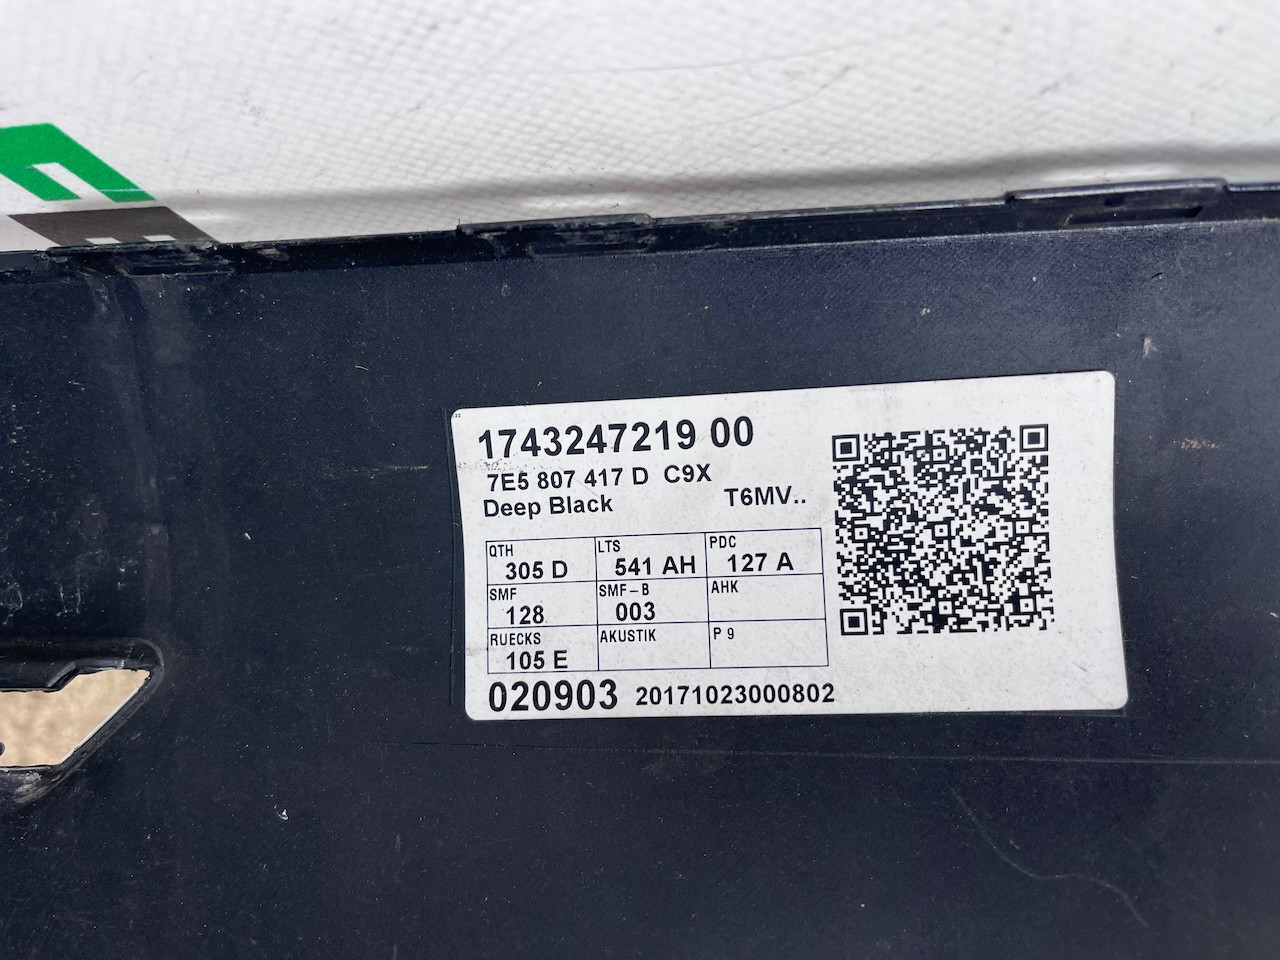 1743247219 00
7E5 807 417 D C9X
Deep Black T6MV..
QTH 305 D LTS 541 AH PDC 127 A
SMF 128 SMF-B 003 AHK
RUECKS 105 E AKUSTIK P 9
020903 20171023000802